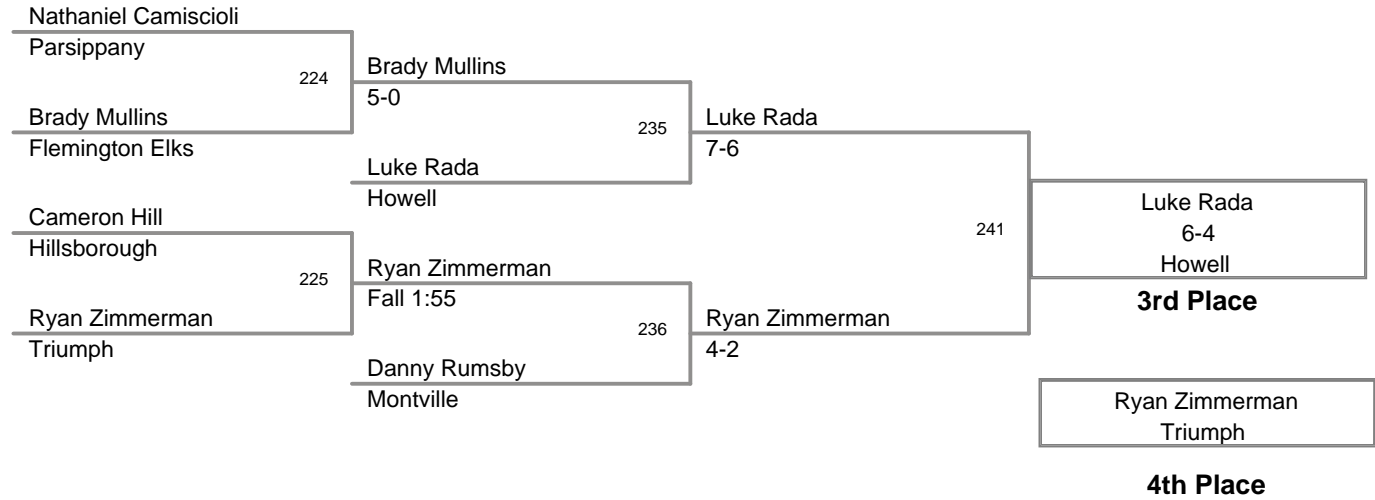 Nathaniel Camiscioli
Parsippany
224
Brady Mullins
5-0
Brady Mullins
Flemington Elks
235
Luke Rada
7-6
Luke Rada
Howell
Cameron Hill
Hillsborough
241
Luke Rada
6-4
Howell
3rd Place
225
Ryan Zimmerman
Fall 1:55
Ryan Zimmerman
Triumph
236
Ryan Zimmerman
4-2
Danny Rumsby
Montville
Ryan Zimmerman
Triumph
4th Place